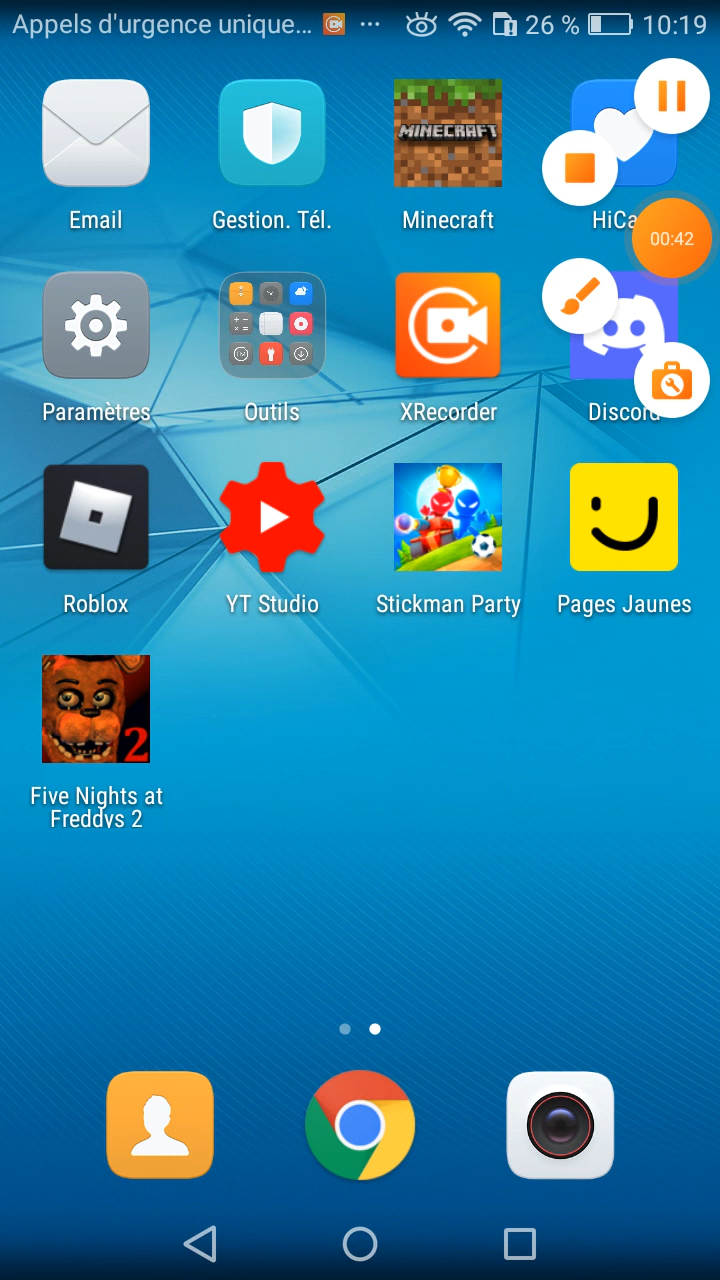 Appels d'urgence unique... 26 % 10:19
Email
Gestion. Tél.
MINECRAFT
Minecraft
HiCa
00:42
Paramètres
Outils
XRecorder
Discord
Roblox
YT Studio
Stickman Party
Pages Jaunes
2
Five Nights at
Freddys 2